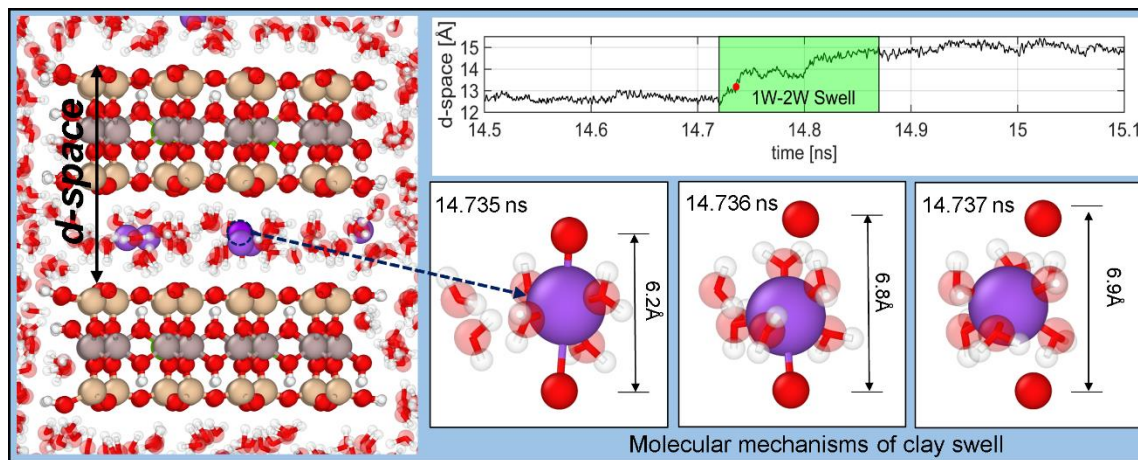 d-space
d-space [Å]
15
14
13
12
1W-2W Swell
14.5
14.6
14.7
14.8
14.9
15
15.1
time [ns]
14.735 ns
6.2Å
14.736 ns
6.8Å
14.737 ns
6.9Å
Molecular mechanisms of clay swell